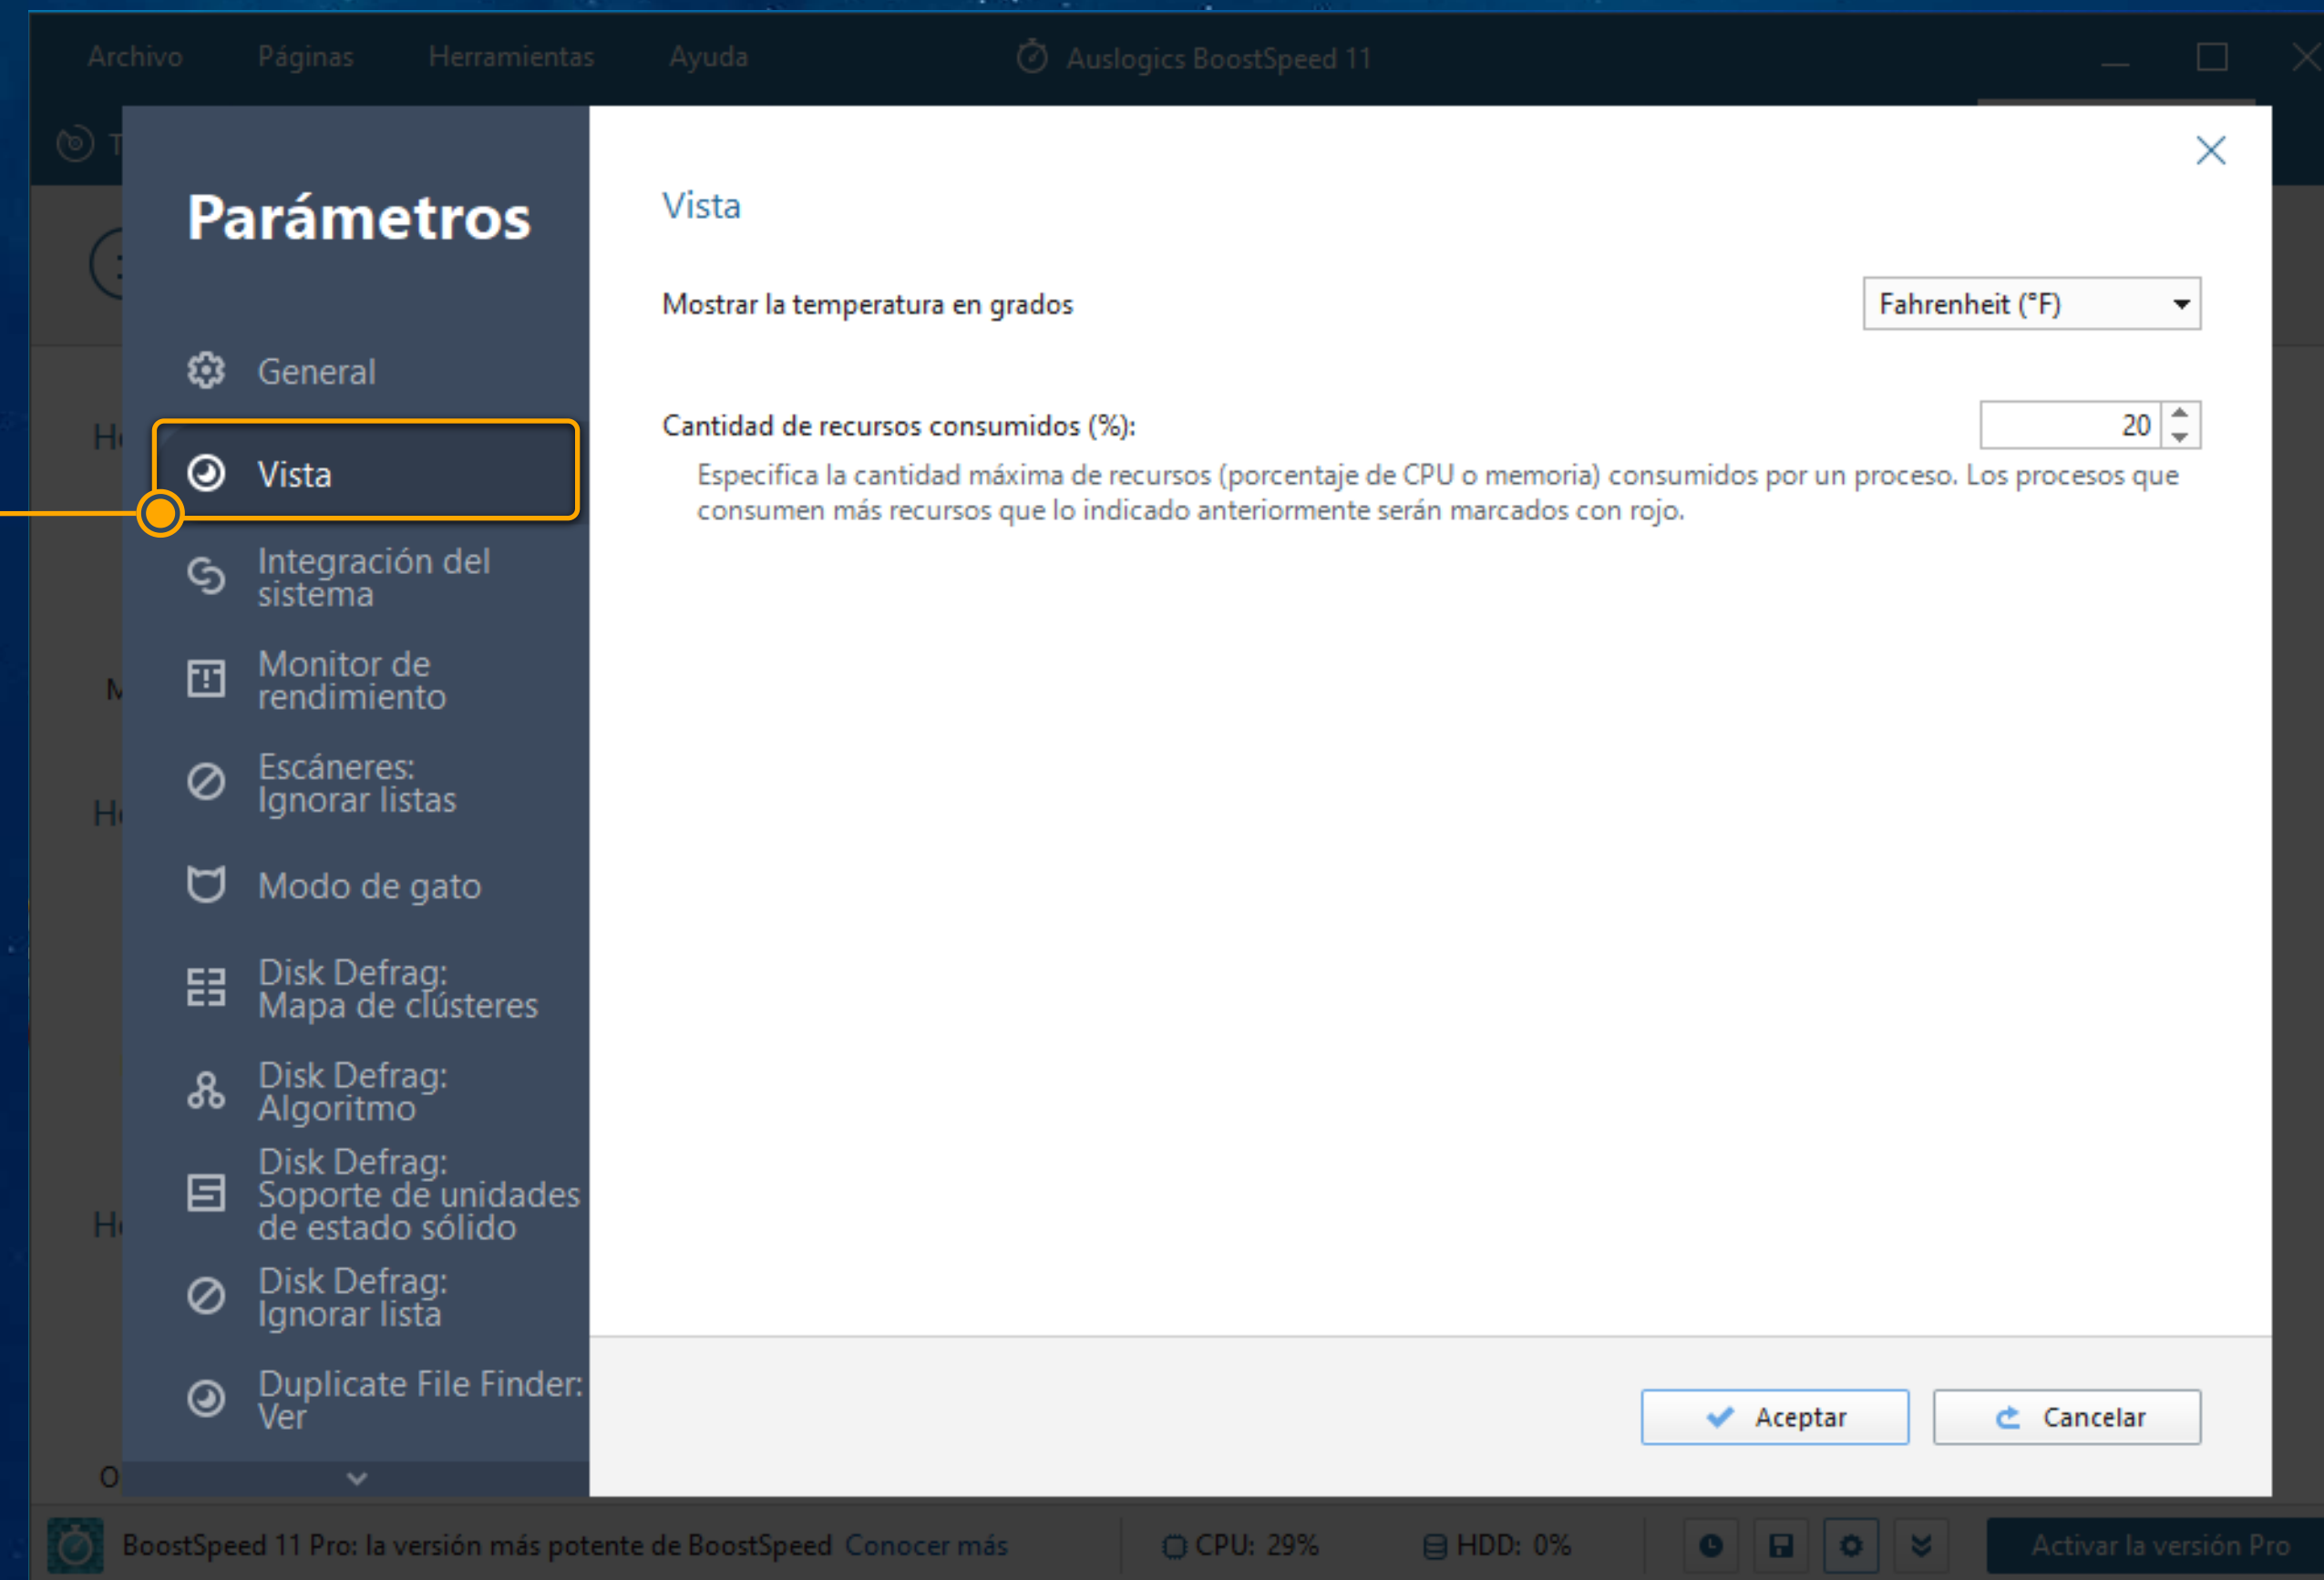 Archivo Páginas Herramientas Ayuda Auslogics BoostSpeed 11
Parámetros
General
Vista
Integración del
sistema
Monitor de
rendimiento
Escáneres:
Ignorar listas
Modo de gato
Disk Defrag:
Mapa de clústeres
Disk Defrag:
Algoritmo
Disk Defrag:
Soporte de unidades
de estado sólido
Disk Defrag:
Ignorar lista
Duplicate File Finder:
Ver
Vista
Mostrar la temperatura en grados Fahrenheit (°F)
Cantidad de recursos consumidos (%): 20
Especifica la cantidad máxima de recursos (porcentaje de CPU o memoria) consumidos por un proceso. Los procesos que
consumen más recursos que lo indicado anteriormente serán marcados con rojo.
Aceptar Cancelar
BoostSpeed 11 Pro: la versión más potente de BoostSpeed Conocer más CPU: 29% HDD: 0% Activar la versión Pro